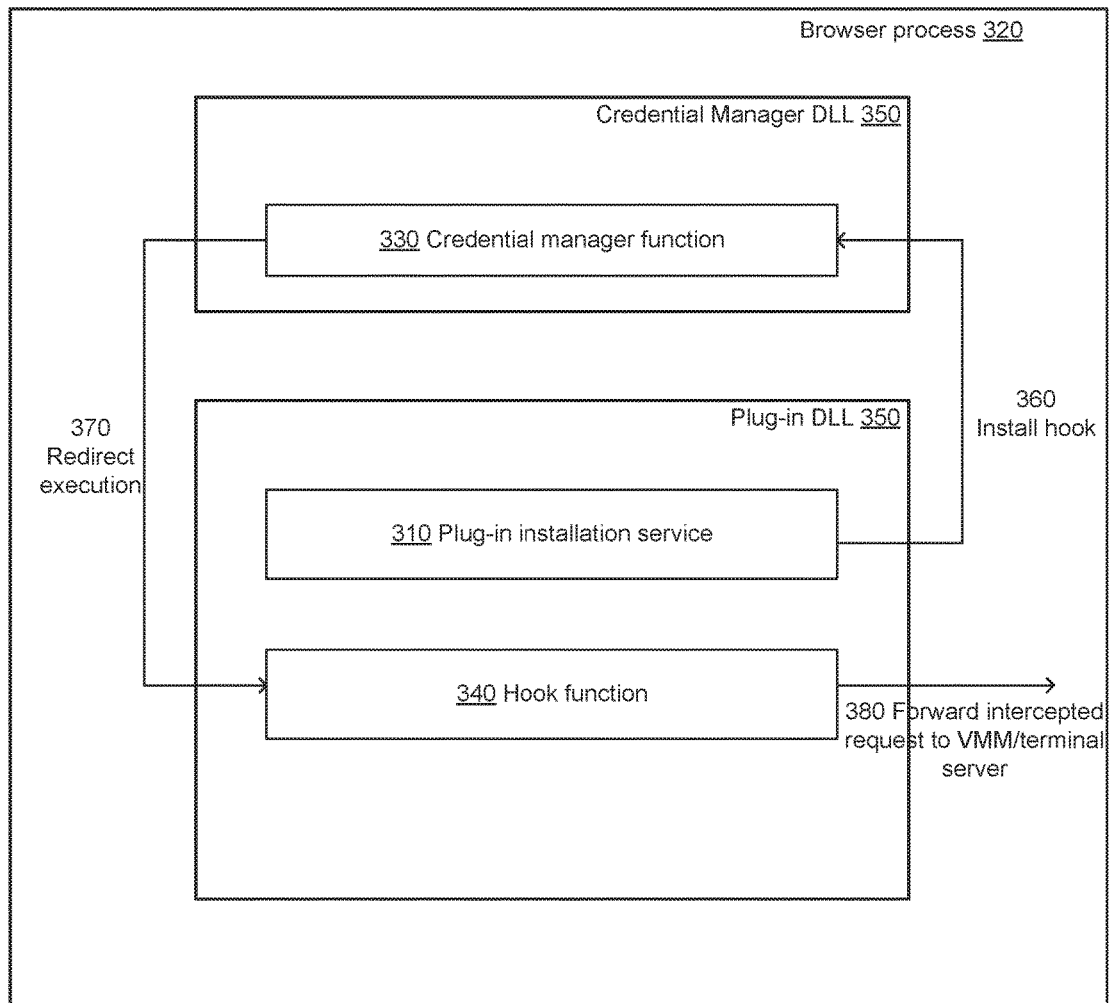 Browser process 320
Credential Manager DLL 350
330 Credential manager function
370
Redirect
execution
360
Install hook
Plug-in DLL 350
310 Plug-in installation service
340 Hook function
380 Forward intercepted
request to VMM/terminal
server